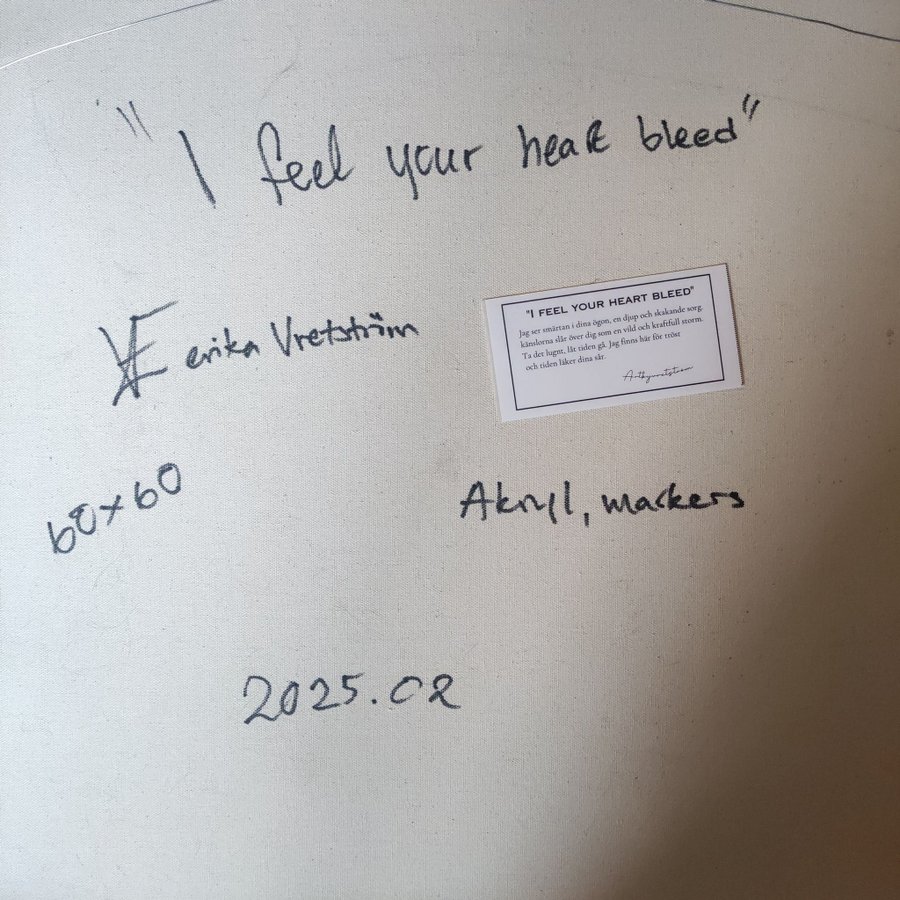 "I feel your heart bleed"
"I FEEL YOUR HEART BLEED"
Jag ser smärtan i dina ögon, en djup och skakande sorg.
känslorna slår över dig som en vild och kraftfull storm.
Ta det lugnt, låt tiden gå. Jag finns här för tröst
och tiden läker dina sår.
Artbyvretstrom
erika Vretström
60x60
Akryl, markers
2025.02